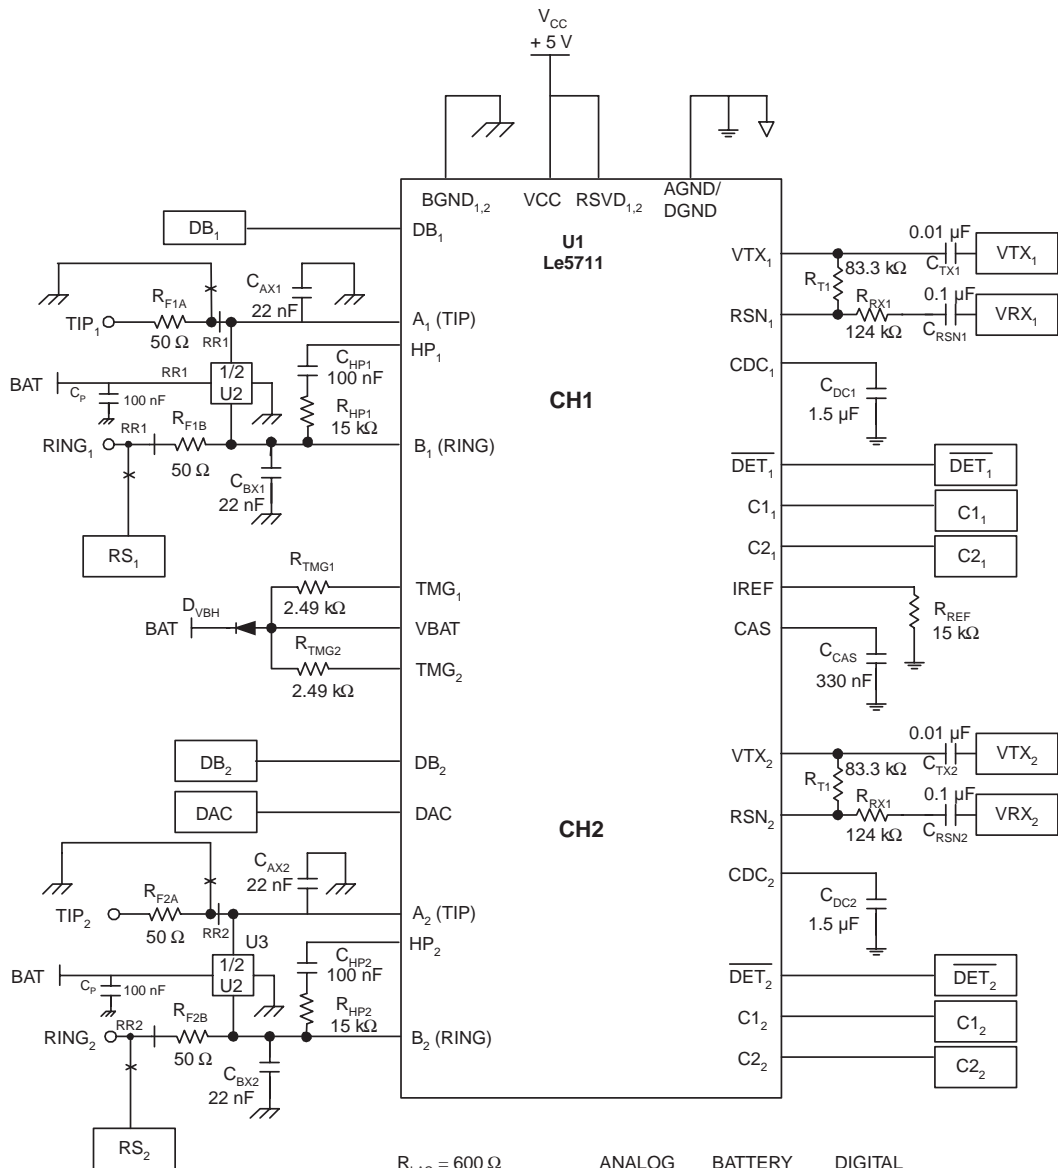 V_CC
+ 5 V
BGND_1,2
VCC
RSVD_1,2
AGND/
DGND
U1
Le5711
DB_1
DB_1
C_AX1
22 nF
R_F1A
50 Ω
TIP_1
RR1
A_1 (TIP)
HP_1
C_HP1
100 nF
R_HP1
15 kΩ
BAT
RR1
1/2
U2
C_P
100 nF
RING_1
RR1
R_F1B
50 Ω
B_1 (RING)
C_BX1
22 nF
RS_1
CH1
VTX_1
83.3 kΩ
R_T1
0.01 µF
C_TX1
VTX_1
RSN_1
R_RX1
124 kΩ
0.1 µF
C_RSN1
VRX_1
CDC_1
C_DC1
1.5 µF
DET_1
DET_1
C1_1
C1_1
C2_1
C2_1
R_TMG1
2.49 kΩ
TMG_1
BAT
D_VBH
VBAT
R_TMG2
2.49 kΩ
TMG_2
IREF
R_REF
15 kΩ
CAS
C_CAS
330 nF
DB_2
DB_2
DAC
DAC
CH2
VTX_2
83.3 kΩ
R_T1
0.01 µF
C_TX2
VTX_2
RSN_2
R_RX1
124 kΩ
0.1 µF
C_RSN2
VRX_2
C_AX2
22 nF
R_F2A
50 Ω
TIP_2
RR2
A_2 (TIP)
HP_2
C_HP2
100 nF
R_HP2
15 kΩ
U3
1/2
U2
BAT
C_P
100 nF
RING_2
RR2
R_F2B
50 Ω
B_2 (RING)
C_BX2
22 nF
RS_2
CDC_2
C_DC2
1.5 µF
DET_2
DET_2
C1_2
C1_2
C2_2
C2_2
= 600 Ω
ANALOG
BATTERY
DIGITAL